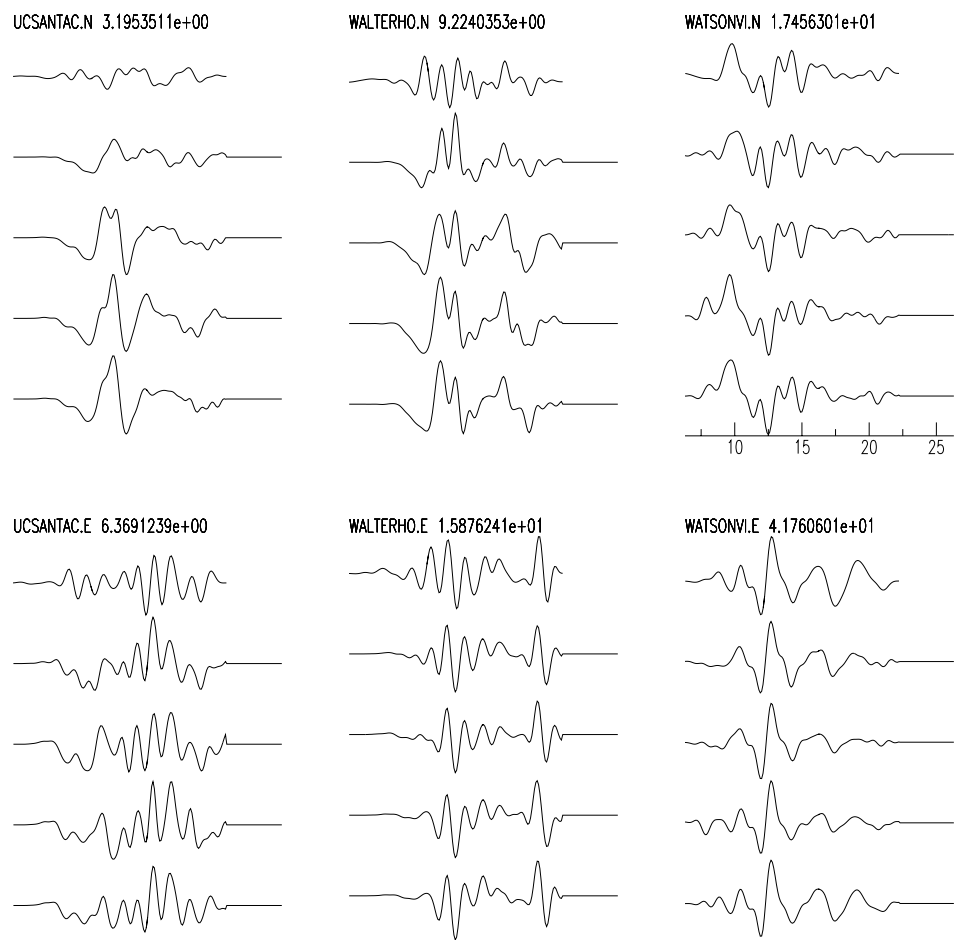 UCSANTAC.N 3.1953511e+00
WALTERHO.N 9.2240353e+00
WATSONVI.N 1.7456301e+01
10 15 20 25
UCSANTAC.E 6.3691239e+00
WALTERHO.E 1.5876241e+01
WATSONVI.E 4.1760601e+01